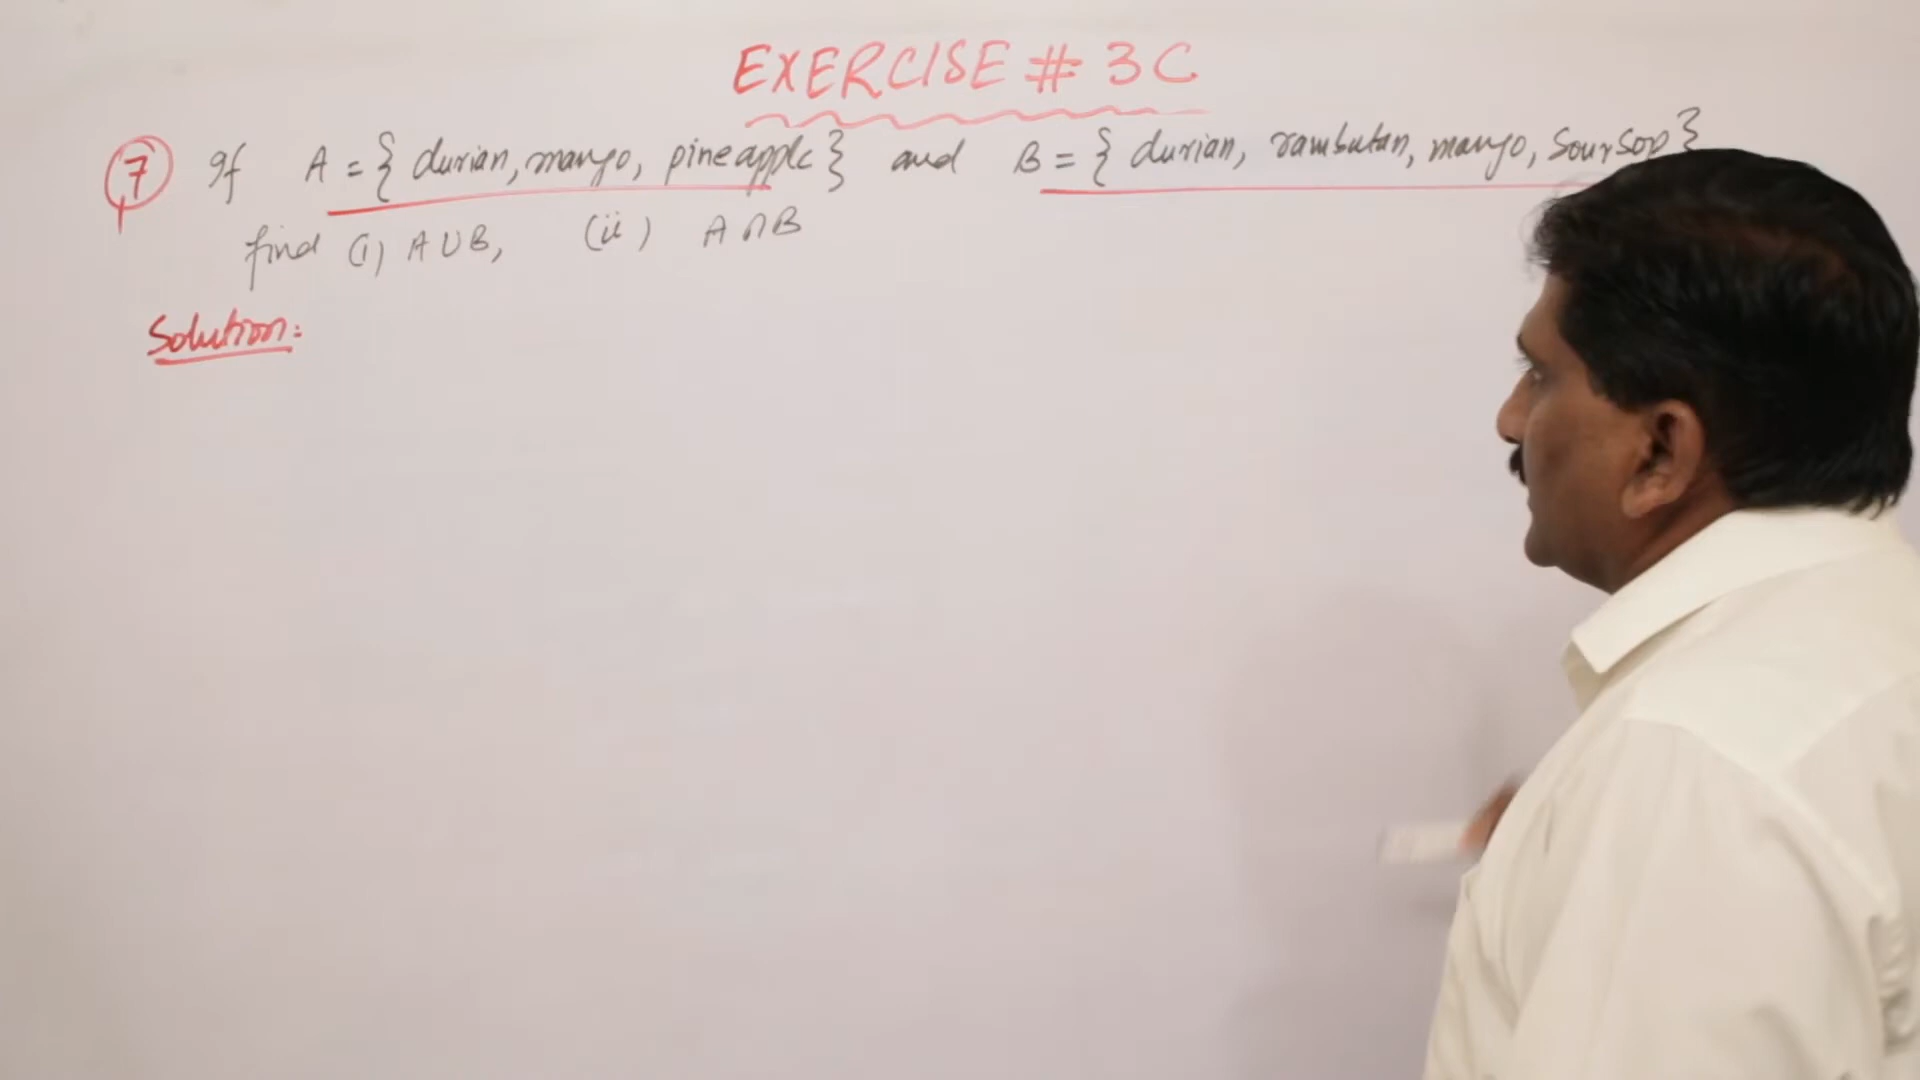 EXERCISE # 3C
7 If A = { durian, mango, pineapple } and B = { durian, rambutan, mango, Soursop }
find (i) A∪B, (ii) A∩B
Solution: